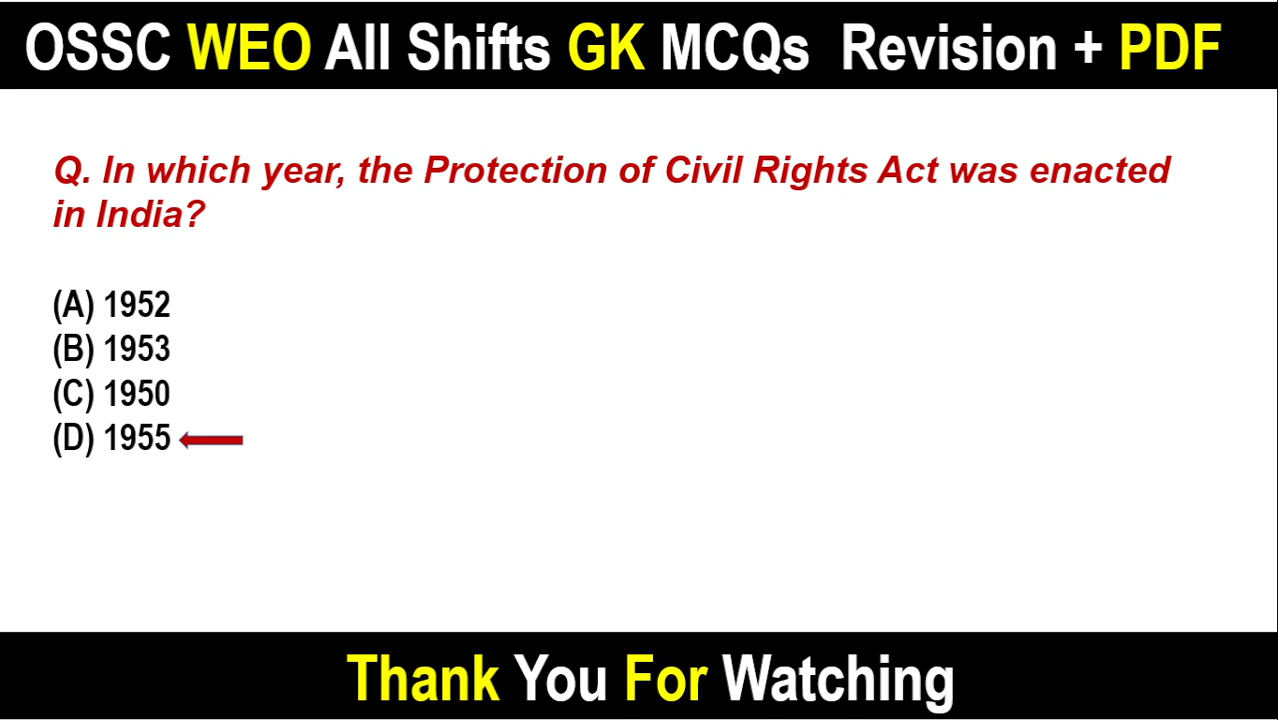 OSSC WEO All Shifts GK MCQs Revision + PDF
Q. In which year, the Protection of Civil Rights Act was enacted
in India?
(A) 1952
(B) 1953
(C) 1950
(D) 1955
Thank You For Watching